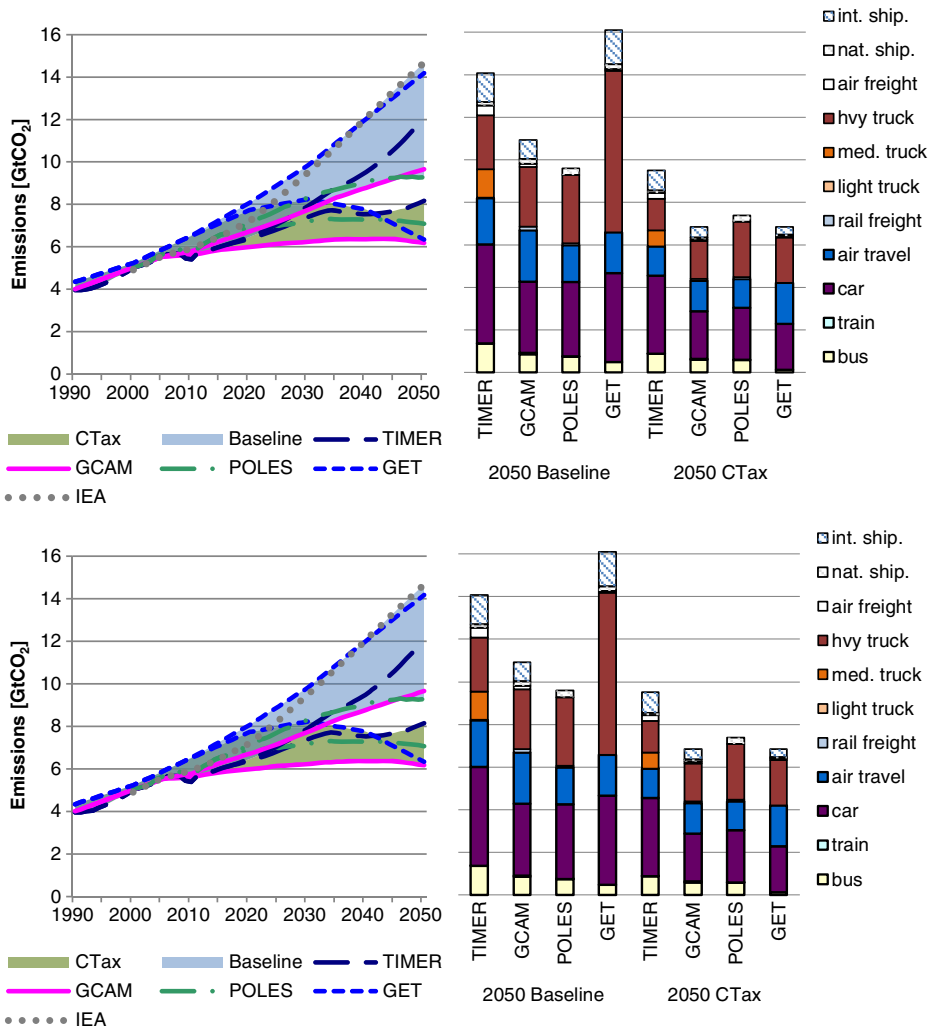 Emissions [GtCO2]
16
14
12
10
8
6
4
2
0
1990 2000 2010 2020 2030 2040 2050
CTax Baseline TIMER
GCAM POLES GET
IEA
TIMER GCAM POLES GET TIMER GCAM POLES GET
2050 Baseline 2050 CTax
int. ship.
nat. ship.
air freight
hvy truck
med. truck
light truck
rail freight
air travel
car
train
bus
Emissions [GtCO2]
16
14
12
10
8
6
4
2
0
1990 2000 2010 2020 2030 2040 2050
CTax Baseline TIMER
GCAM POLES GET
IEA
TIMER GCAM POLES GET TIMER GCAM POLES GET
2050 Baseline 2050 CTax
int. ship.
nat. ship.
air freight
hvy truck
med. truck
light truck
rail freight
air travel
car
train
bus